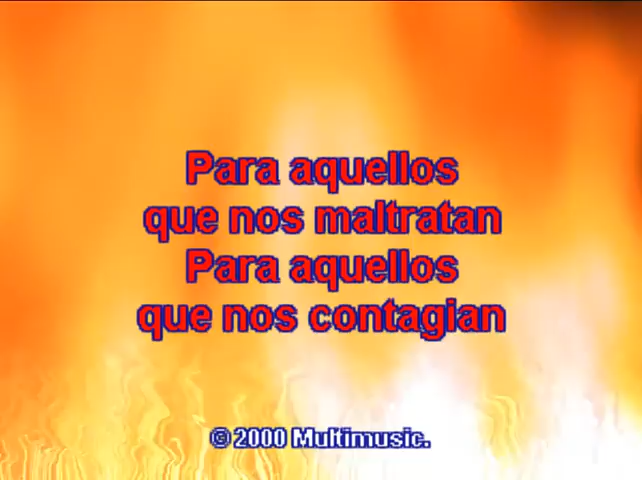 Para aquellos
que nos maltratan
Para aquellos
que nos contagian
© 2000 Multimusic.